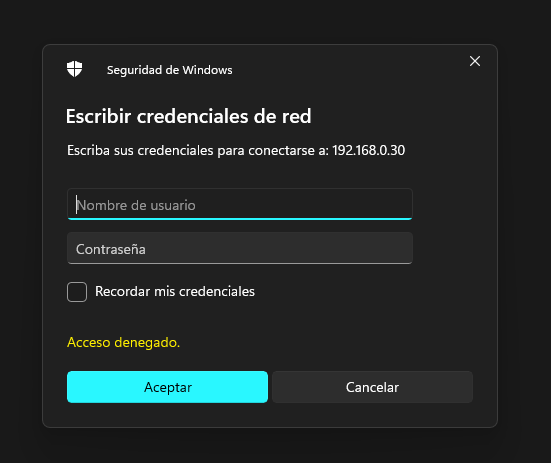 Seguridad de Windows
Escribir credenciales de red
Escriba sus credenciales para conectarse a: 192.168.0.30
Nombre de usuario
Contraseña
Recordar mis credenciales
Acceso denegado.
Aceptar
Cancelar